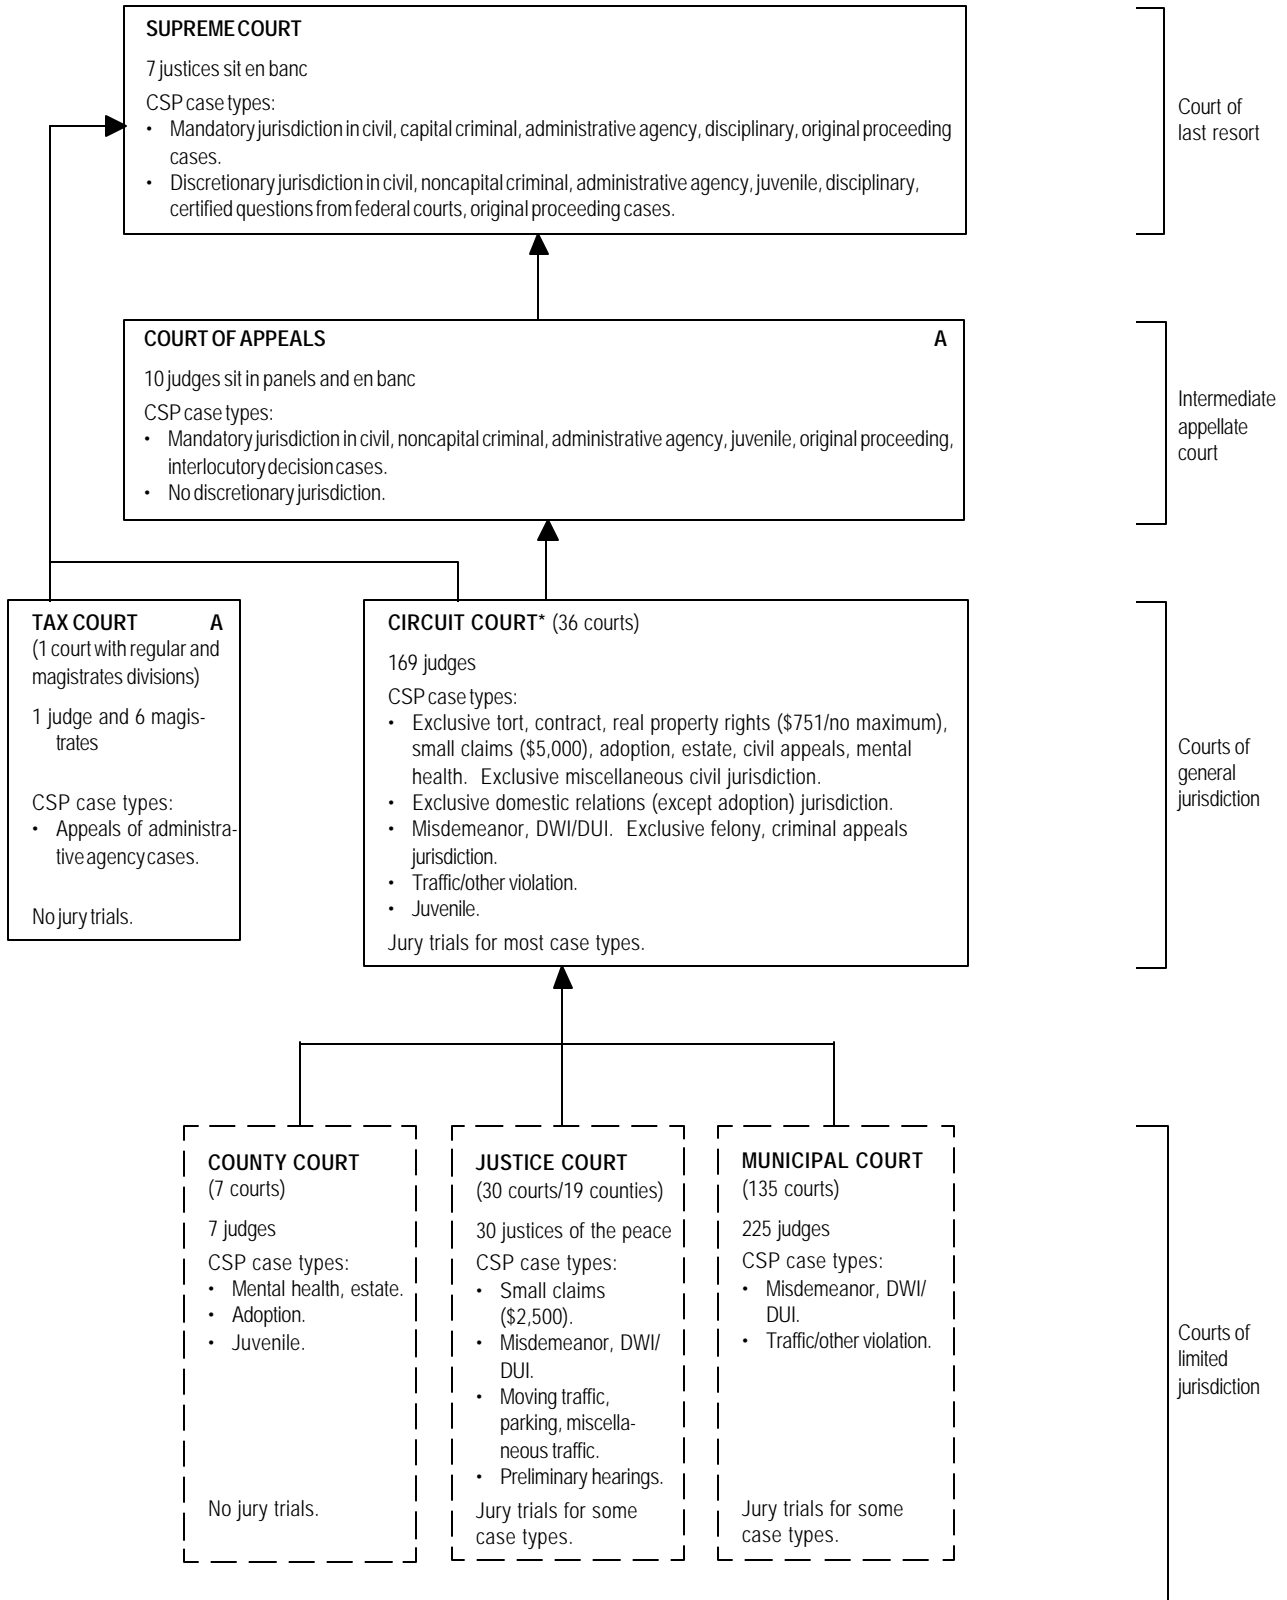 SUPREME COURT
7 justices sit en banc
CSP case types:
• Mandatory jurisdiction in civil, capital criminal, administrative agency, disciplinary, original proceeding
cases.
• Discretionary jurisdiction in civil, noncapital criminal, administrative agency, juvenile, disciplinary,
certified questions from federal courts, original proceeding cases.
Court of
last resort
COURT OF APPEALS A
10 judges sit in panels and en banc
CSP case types:
• Mandatory jurisdiction in civil, noncapital criminal, administrative agency, juvenile, original proceeding,
interlocutory decision cases.
• No discretionary jurisdiction.
Intermediate
appellate
court
TAX COURT A
(1 court with regular and
magistrates divisions)
1 judge and 6 magis-
trates
CSP case types:
• Appeals of administra-
tive agency cases.
No jury trials.
CIRCUIT COURT* (36 courts)
169 judges
CSP case types:
• Exclusive tort, contract, real property rights ($751/no maximum),
small claims ($5,000), adoption, estate, civil appeals, mental
health. Exclusive miscellaneous civil jurisdiction.
• Exclusive domestic relations (except adoption) jurisdiction.
• Misdemeanor, DWI/DUI. Exclusive felony, criminal appeals
jurisdiction.
• Traffic/other violation.
• Juvenile.
Jury trials for most case types.
Courts of
general
jurisdiction
COUNTY COURT
(7 courts)
7 judges
CSP case types:
• Mental health, estate.
• Adoption.
• Juvenile.
No jury trials.
JUSTICE COURT
(30 courts/19 counties)
30 justices of the peace
CSP case types:
• Small claims
($2,500).
• Misdemeanor, DWI/
DUI.
• Moving traffic,
parking, miscella-
neous traffic.
• Preliminary hearings.
Jury trials for some
case types.
MUNICIPAL COURT
(135 courts)
225 judges
CSP case types:
• Misdemeanor, DWI/
DUI.
• Traffic/other violation.
Jury trials for some
case types.
Courts of
limited
jurisdiction